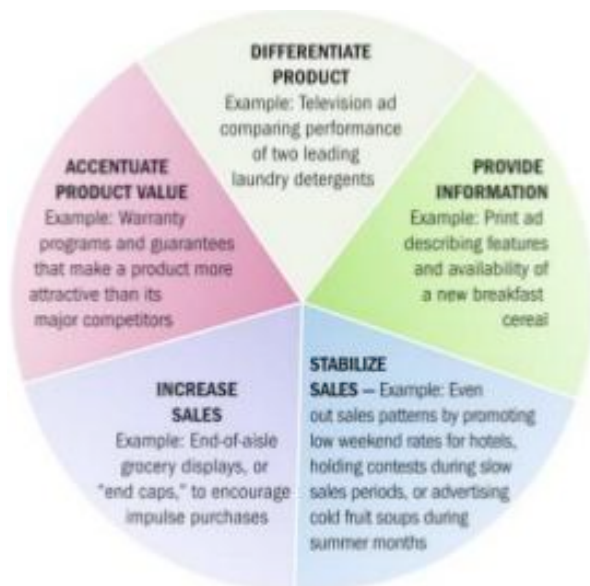 DIFFERENTIATE
PRODUCT
Example: Television ad
comparing performance
of two leading
laundry detergents
PROVIDE
INFORMATION
Example: Print ad
describing features
and availability of
a new breakfast
cereal
STABILIZE
SALES — Example: Even
out sales patterns by promoting
low weekend rates for hotels,
holding contests during slow
sales periods, or advertising
cold fruit soups during
summer months
INCREASE
SALES
Example: End-of-aisle
grocery displays, or
"end caps," to encourage
impulse purchases
ACCENTUATE
PRODUCT VALUE
Example: Warranty
programs and guarantees
that make a product more
attractive than its
major competitors